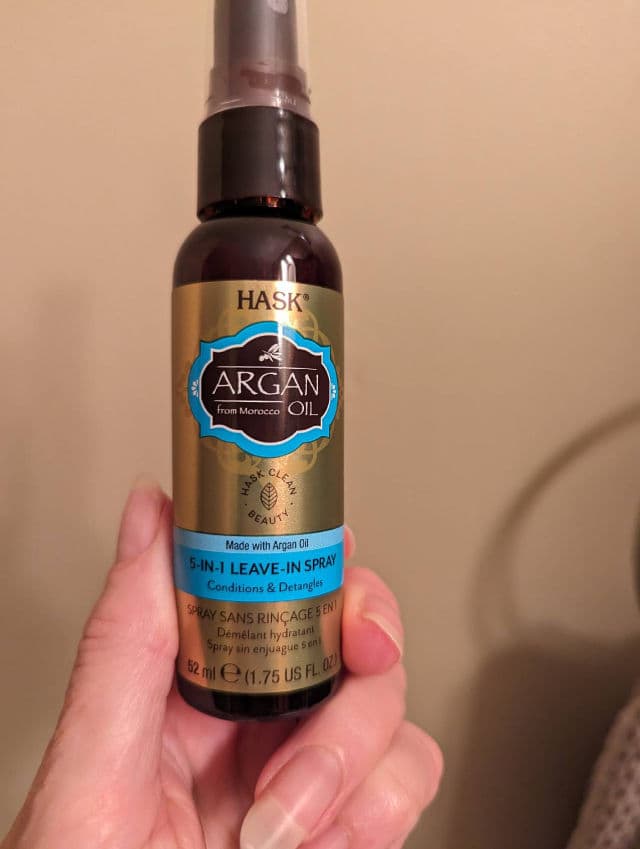 HASK®
ARGAN
from Morocco OIL
HASK CLEAN
BEAUTY
Made with Argan Oil
5-IN-1 LEAVE-IN SPRAY
Conditions & Detangles
SPRAY SANS RINÇAGE 5 EN 1
Démêlant hydratant
Spray sin enjuague 5 en 1
52 ml ℮ (1.75 US FL. OZ.)